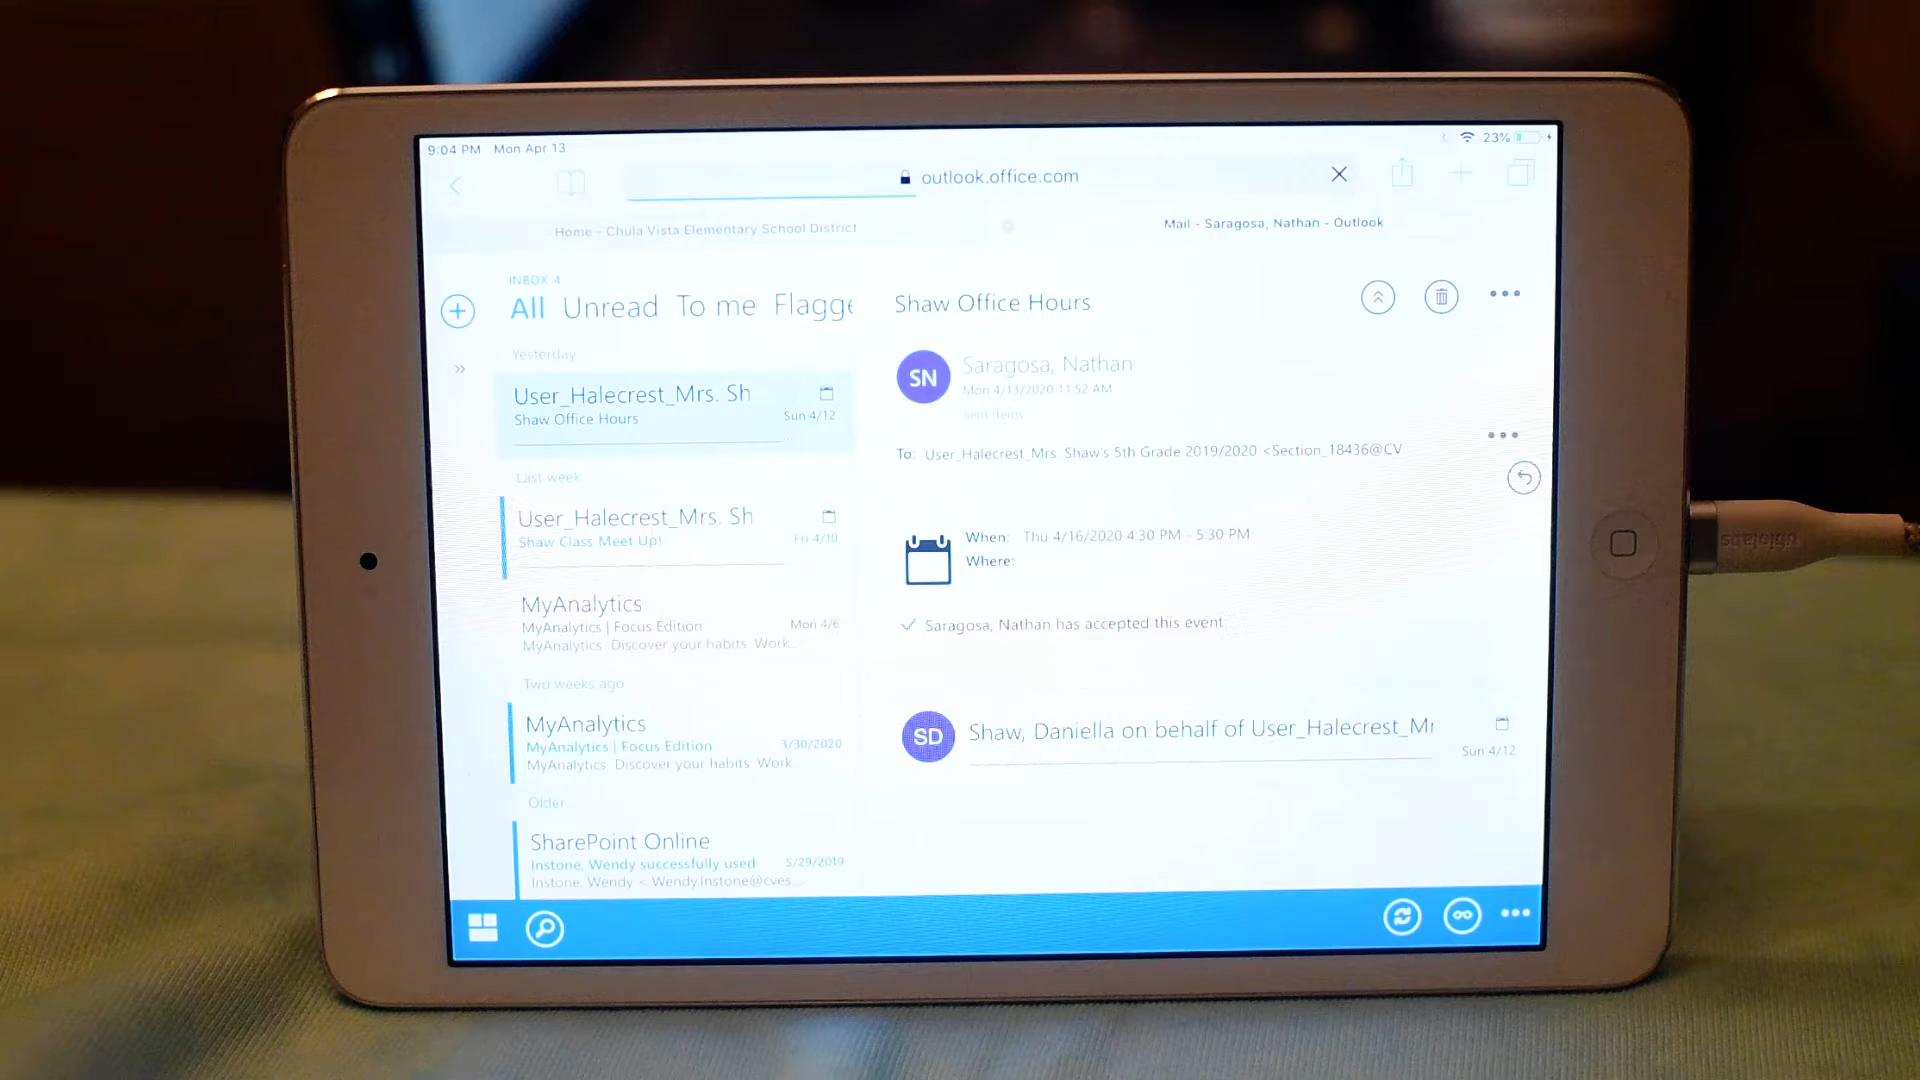 9:04 PM Mon Apr 13
23%
outlook.office.com
Home - Chula Vista Elementary School District
Mail - Saragosa, Nathan - Outlook
INBOX 4
All Unread To me Flagge
Yesterday
User_Halecrest_Mrs. Sh
Shaw Office Hours Sun 4/12
Last week
User_Halecrest_Mrs. Sh
Shaw Class Meet Up! Fri 4/10
MyAnalytics
MyAnalytics | Focus Edition Mon 4/6
MyAnalytics Discover your habits Work...
Two weeks ago
MyAnalytics
MyAnalytics | Focus Edition 3/30/2020
MyAnalytics Discover your habits Work
Older
SharePoint Online
Instone, Wendy successfully used 5/29/2019
Instone, Wendy < Wendy.Instone@cves...
Shaw Office Hours
SN
Saragosa, Nathan
Mon 4/13/2020 11:52 AM
Sent Items
To: User_Halecrest_Mrs. Shaw's 5th Grade 2019/2020 <Section_18436@CV
When: Thu 4/16/2020 4:30 PM - 5:30 PM
Where:
Saragosa, Nathan has accepted this event
SD
Shaw, Daniella on behalf of User_Halecrest_Mr
Sun 4/12